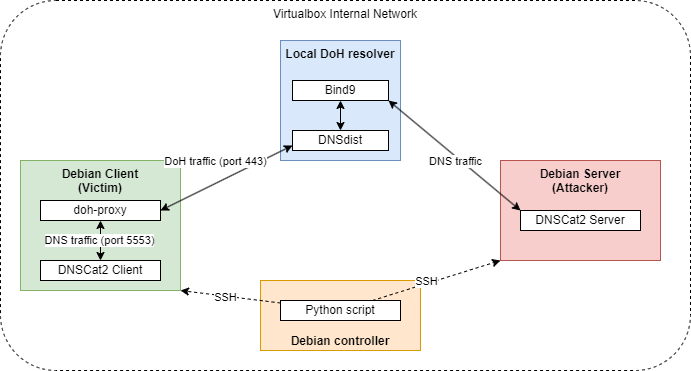 Virtualbox Internal Network
Local DoH resolver
Bind9
DNSdist
DoH traffic (port 443)
DNS traffic
Debian Client
(Victim)
doh-proxy
DNS traffic (port 5553)
DNSCat2 Client
Debian Server
(Attacker)
DNSCat2 Server
SSH
SSH
Python script
Debian controller